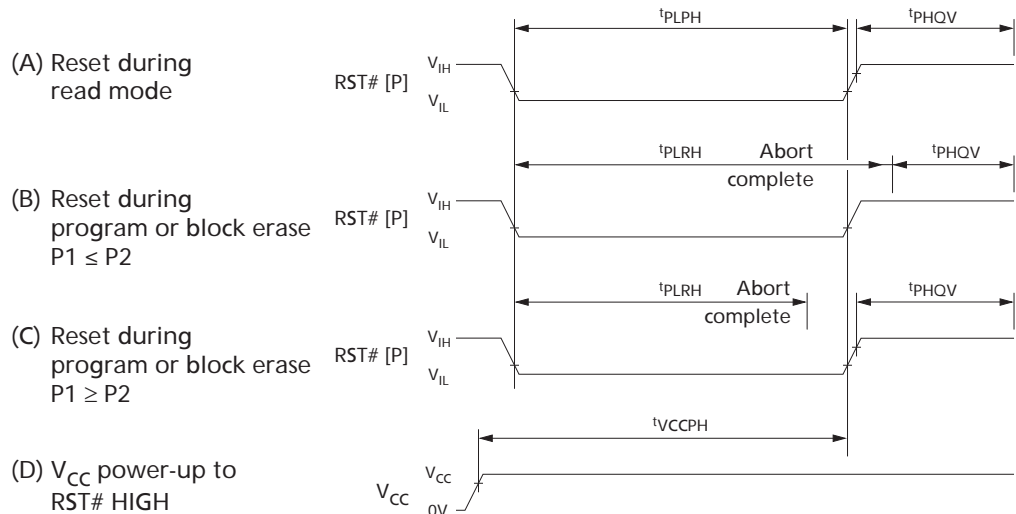 tPLPH
tPHQV
(A) Reset during
read mode
RST# [P]
VIH
VIL
tPLRH
Abort
complete
tPHQV
(B) Reset during
program or block erase
P1 ≤ P2
RST# [P]
VIH
VIL
tPLRH
Abort
complete
tPHQV
(C) Reset during
program or block erase
P1 ≥ P2
RST# [P]
VIH
VIL
tVCCPH
(D) VCC power-up to
RST# HIGH
VCC
VCC
0V